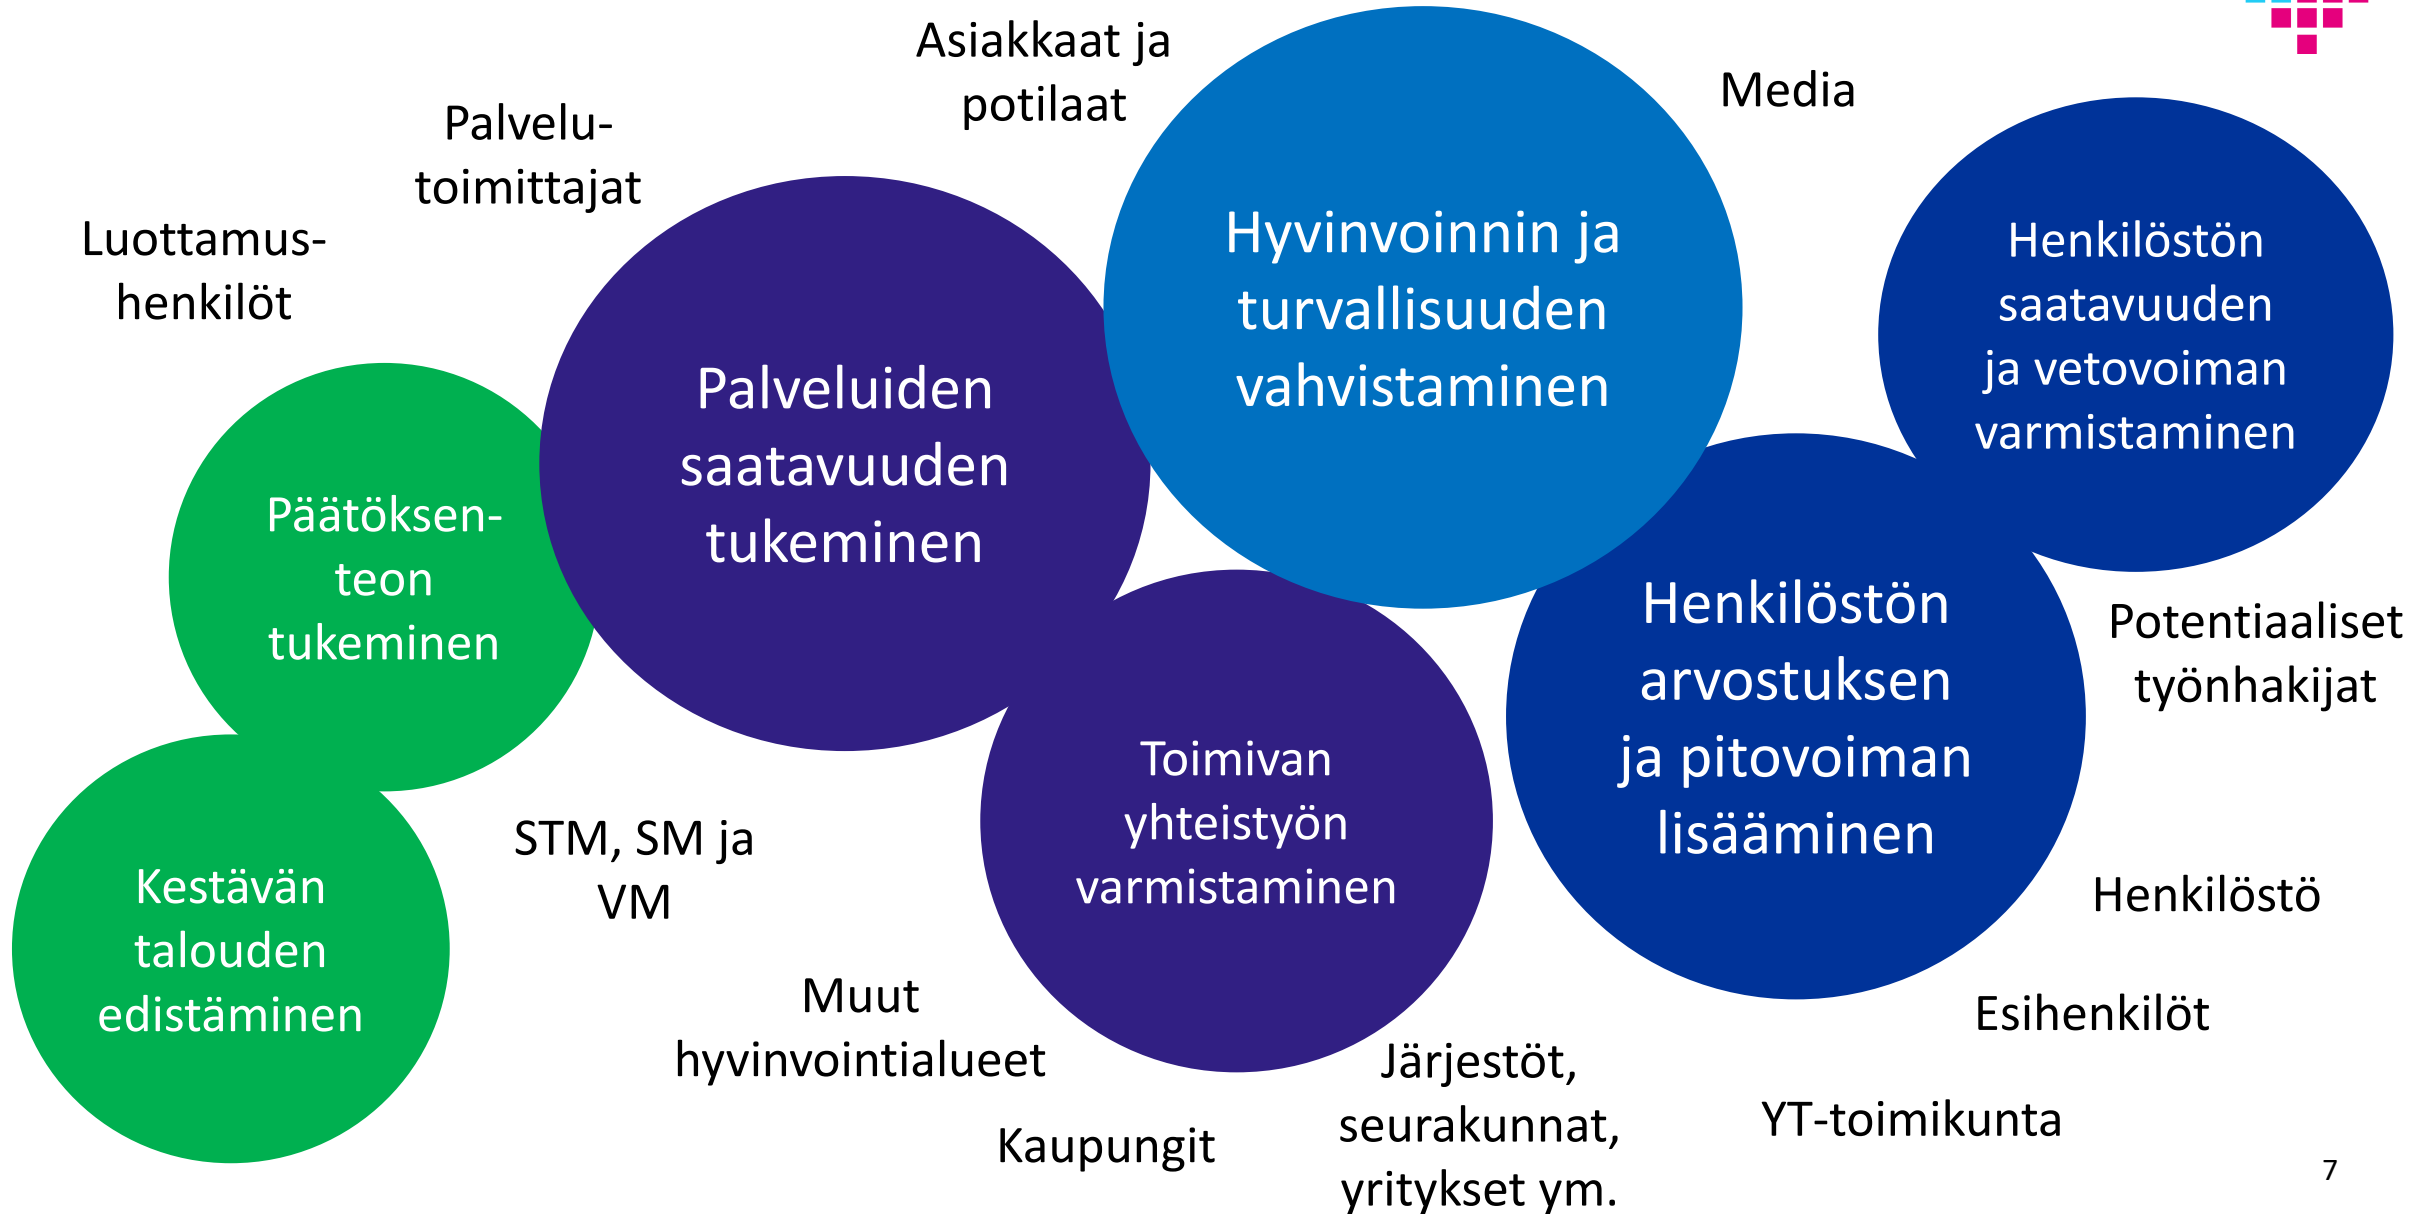 Asiakkaat ja
potilaat
Media
Palvelu-
toimittajat
Luottamus-
henkilöt
Hyvinvoinnin ja
turvallisuuden
vahvistaminen
Henkilöstön
saatavuuden
ja vetovoiman
varmistaminen
Palveluiden
saatavuuden
tukeminen
Päätöksen-
teon
tukeminen
Henkilöstön
arvostuksen
ja pitovoiman
lisääminen
Potentiaaliset
työnhakijat
Toimivan
yhteistyön
varmistaminen
STM, SM ja
VM
Kestävän
talouden
edistäminen
Henkilöstö
Muut
hyvinvointialueet
Esihenkilöt
Järjestöt,
seurakunnat,
yritykset ym.
Kaupungit
YT-toimikunta
7